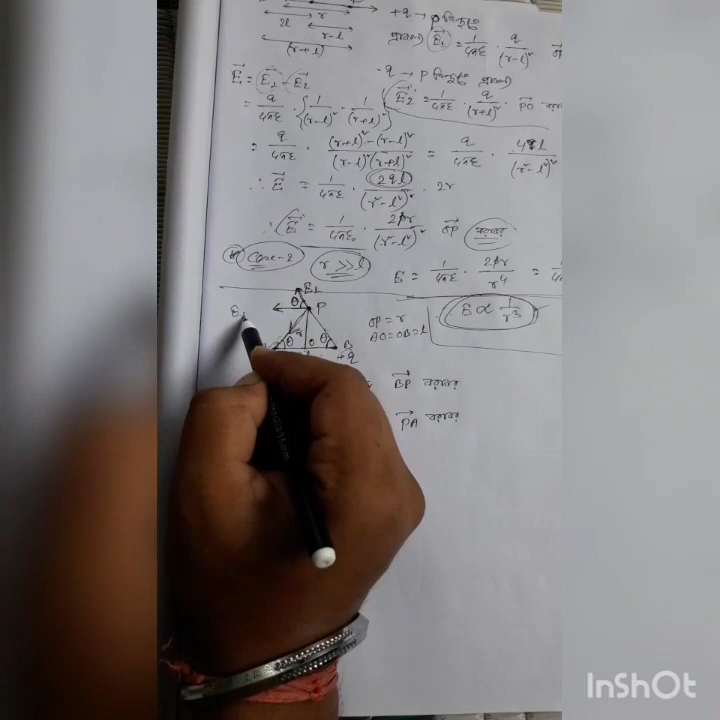 +q → P বিন্দুতে
2l r
r-l
(r+l)
প্রাবল্য E₁⃗ = 1/4πε · q/(r-l)²
-q → P বিন্দুতে প্রাবল্য
E⃗ = E₁⃗ - E₂⃗
E₂⃗ = 1/4πε · q/(r+l)² · PO⃗
= q/4πε · {1/(r-l)² - 1/(r+l)²}
= q/4πε · (r+l)² - (r-l)²/(r-l)²(r+l)² = q/4πε · 4rl/(r²-l²)²
∴ E⃗ = 1/4πε · 2ql/(r²-l²)² · 2r
∴ E⃗ = 1/4πε₀ · 2pr/(r²-l²)² OP⃗ বরাবর
Case-2 r >> l E = 1/4πε · 2pr/r⁴ =
E ∝ 1/r³
E₁
θ P
OP = r
AO = OB = l
θ θ B
+q
BP⃗ বরাবর
PA⃗ বরাবর
InShOt